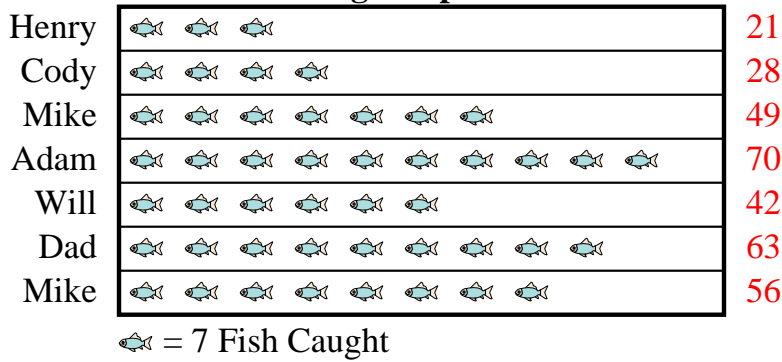 Henry 21
Cody 28
Mike 49
Adam 70
Will 42
Dad 63
Mike 56
= 7 Fish Caught